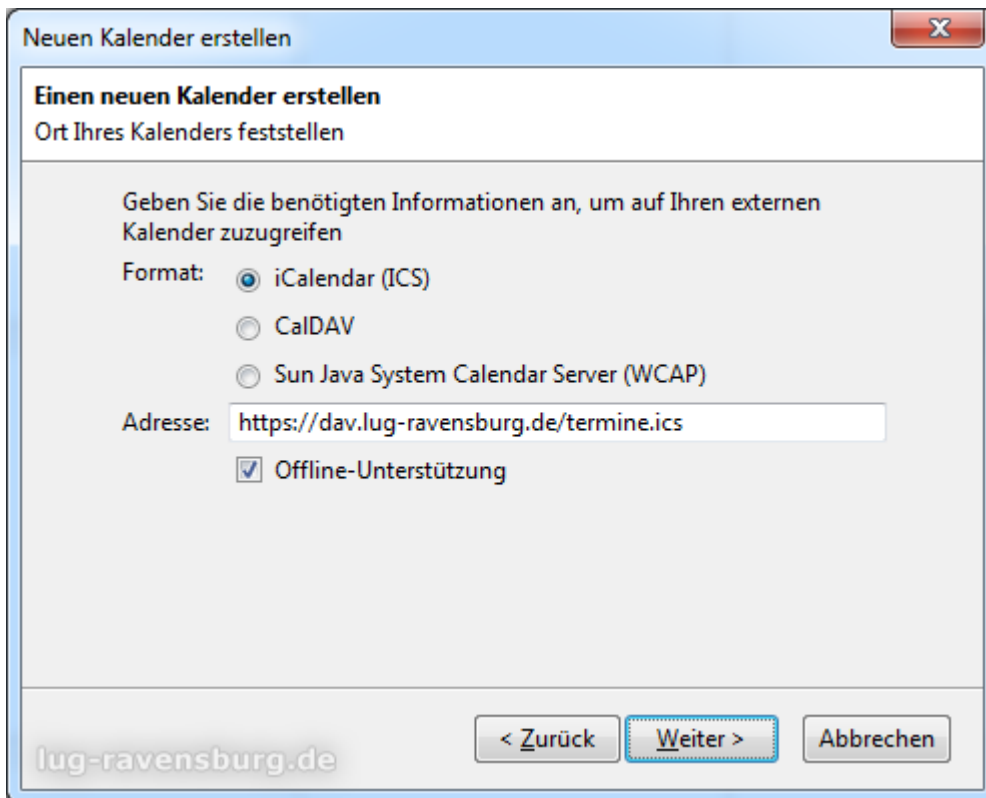 Neuen Kalender erstellen
Einen neuen Kalender erstellen
Ort Ihres Kalenders feststellen
Geben Sie die benötigten Informationen an, um auf Ihren externen
Kalender zuzugreifen
Format: iCalendar (ICS)
CalDAV
Sun Java System Calendar Server (WCAP)
Adresse: https://dav.lug-ravensburg.de/termine.ics
Offline-Unterstützung
< Zurück Weiter > Abbrechen
lug-ravensburg.de